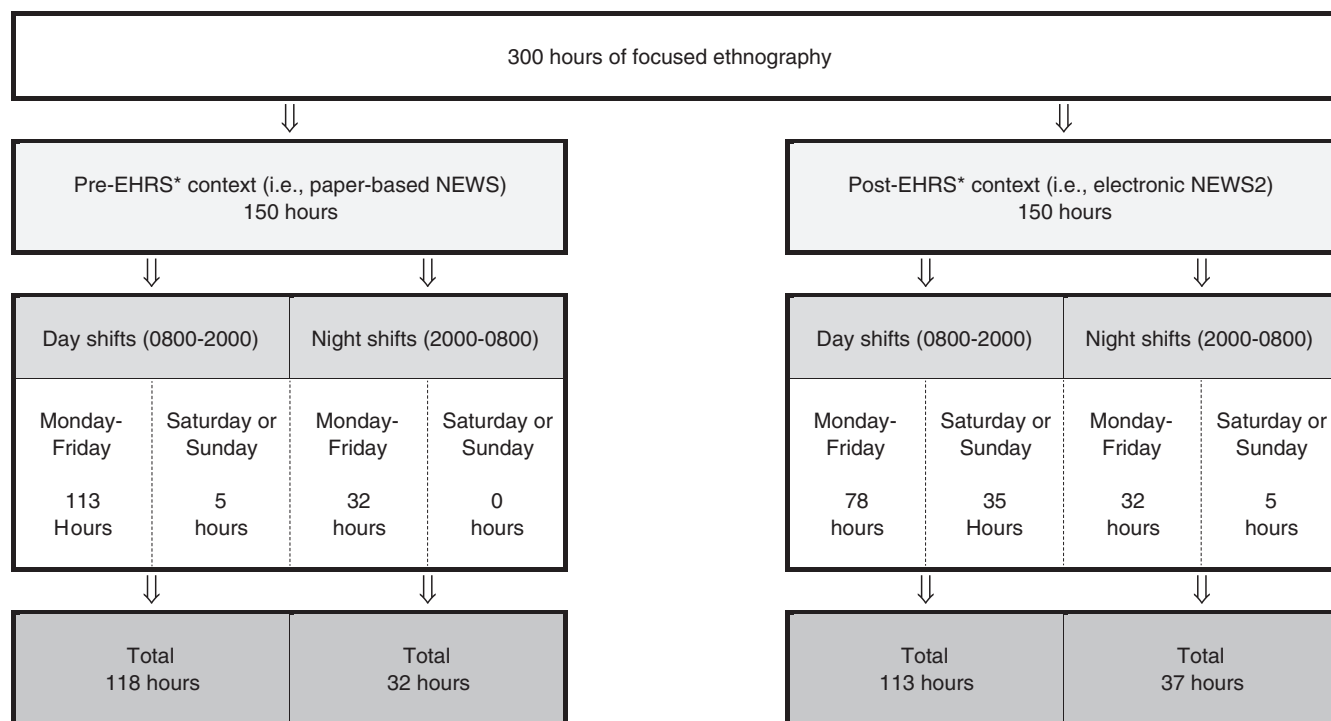 300 hours of focused ethnography
⇓ ⇓
Pre-EHRS* context (i.e., paper-based NEWS)
150 hours
Post-EHRS* context (i.e., electronic NEWS2)
150 hours
⇓ ⇓
⇓ ⇓
Day shifts (0800-2000)
Night shifts (2000-0800)
Monday-
Friday
113
Hours
Saturday or
Sunday
5
hours
Monday-
Friday
32
hours
Saturday or
Sunday
0
hours
Day shifts (0800-2000)
Night shifts (2000-0800)
Monday-
Friday
78
hours
Saturday or
Sunday
35
Hours
Monday-
Friday
32
hours
Saturday or
Sunday
5
hours
⇓ ⇓
⇓ ⇓
Total
118 hours
Total
32 hours
Total
113 hours
Total
37 hours